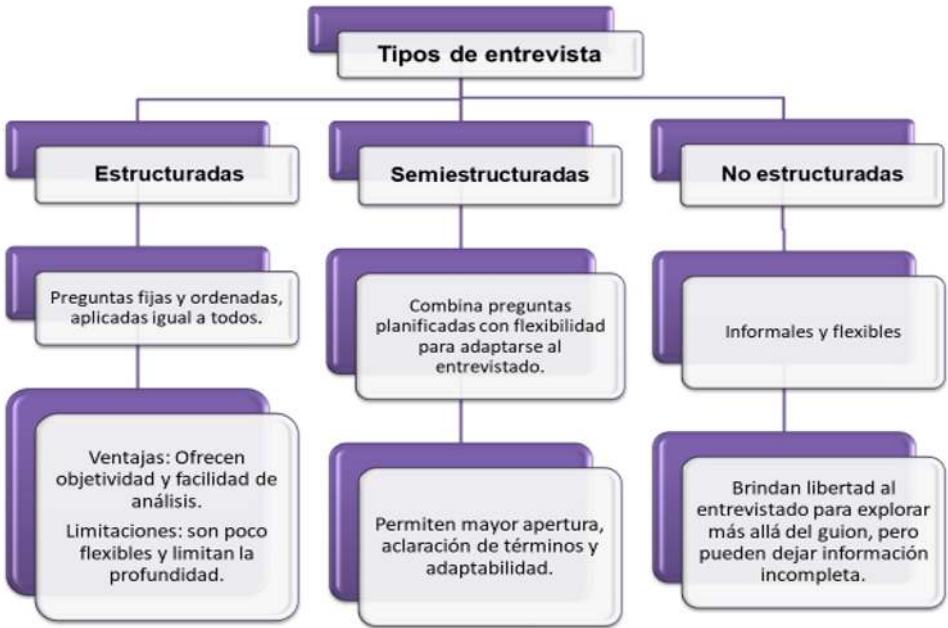 Tipos de entrevista
Estructuradas
Preguntas fijas y ordenadas,
aplicadas igual a todos.
Ventajas: Ofrecen
objetividad y facilidad de
análisis.
Limitaciones: son poco
flexibles y limitan la
profundidad.
Semiestructuradas
Combina preguntas
planificadas con flexibilidad
para adaptarse al
entrevistado.
Permiten mayor apertura,
aclaración de términos y
adaptabilidad.
No estructuradas
Informales y flexibles
Brindan libertad al
entrevistado para explorar
más allá del guion, pero
pueden dejar información
incompleta.